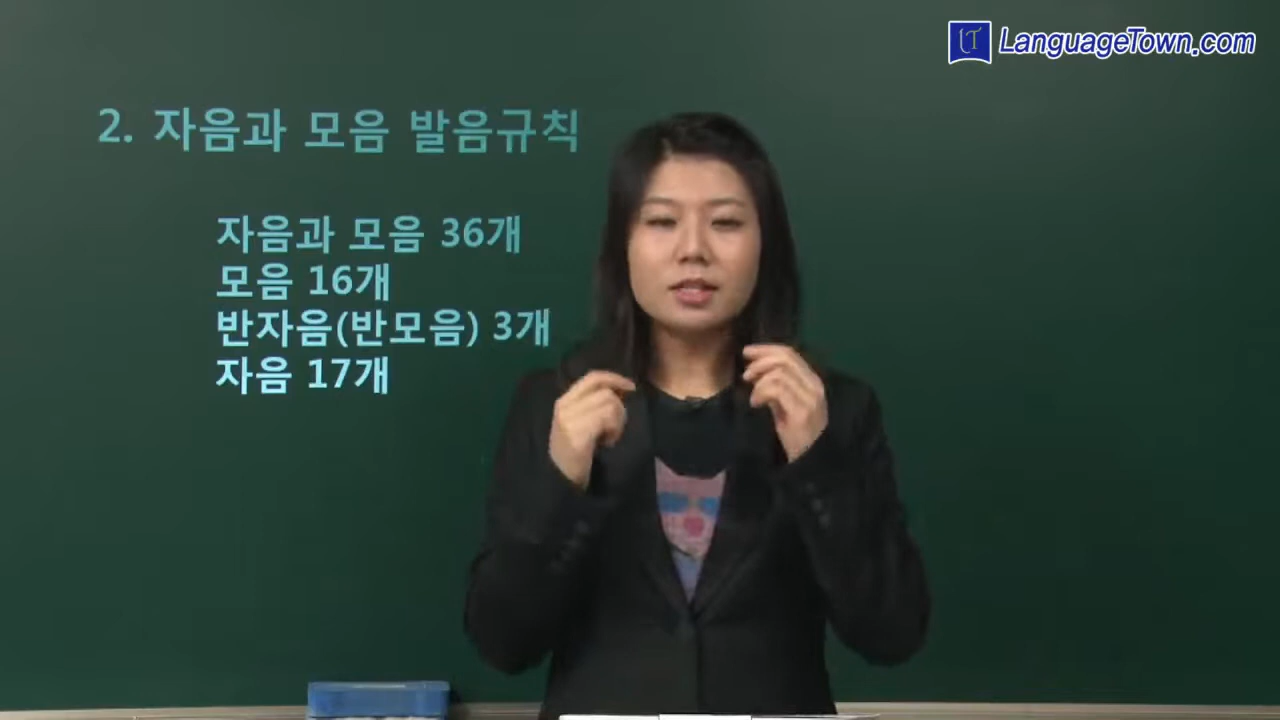 LT LanguageTown.com
2. 자음과 모음 발음규칙
자음과 모음 36개
모음 16개
반자음(반모음) 3개
자음 17개